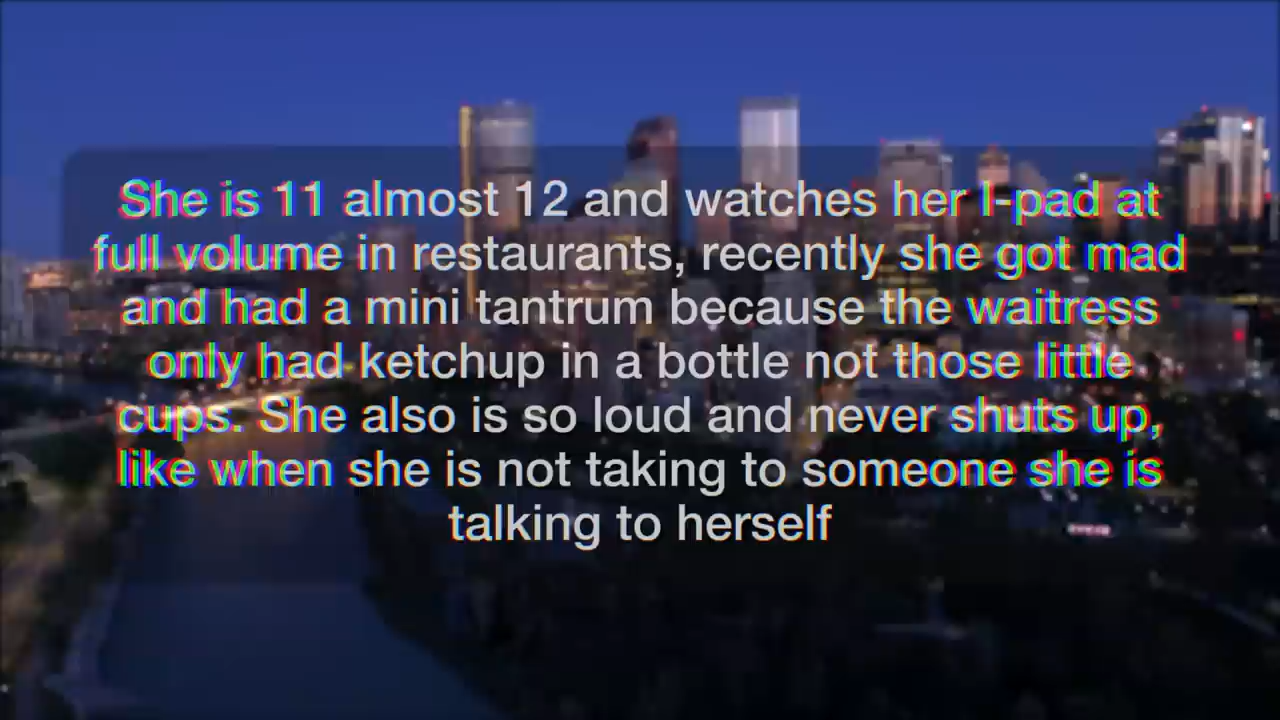 She is 11 almost 12 and watches her I-pad at
full volume in restaurants, recently she got mad
and had a mini tantrum because the waitress
only had ketchup in a bottle not those little
cups. She also is so loud and never shuts up,
like when she is not taking to someone she is
talking to herself